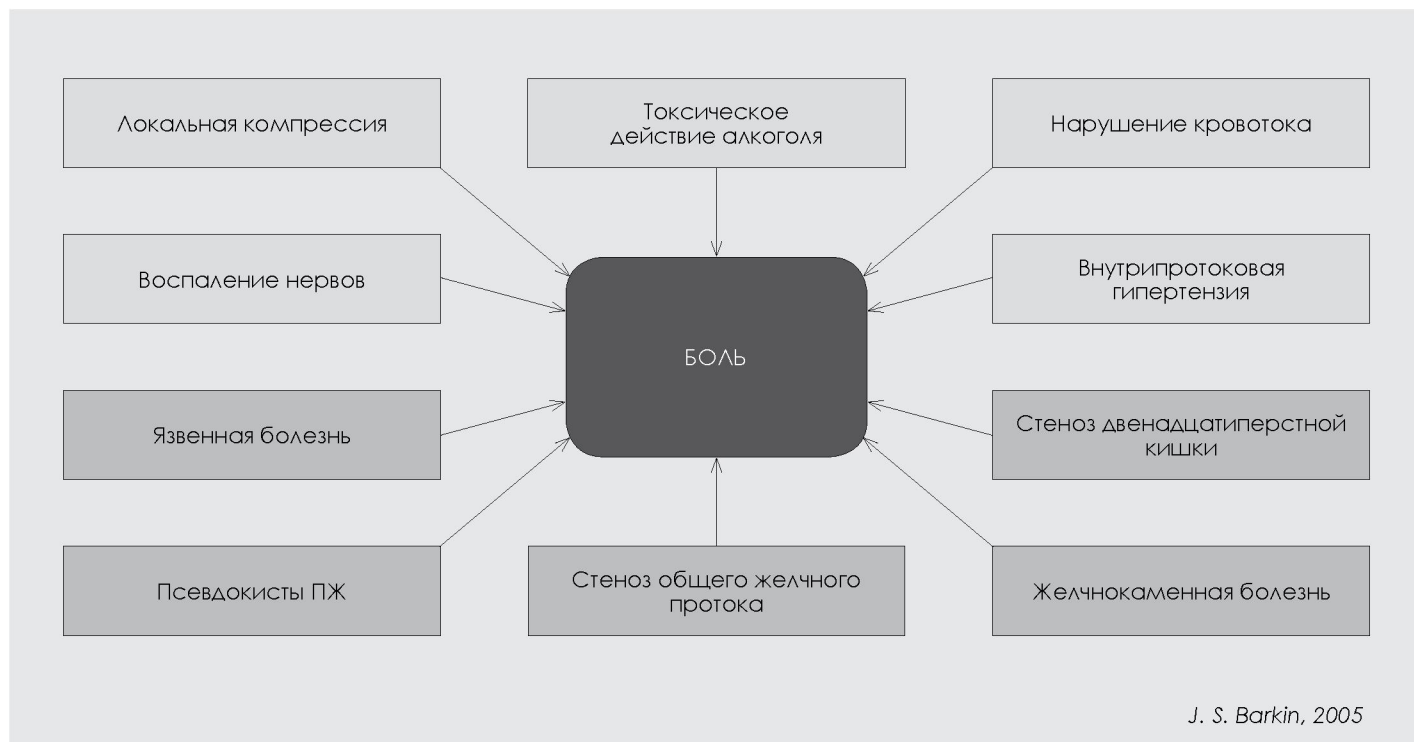 Локальная компрессия
Токсическое
действие алкоголя
Нарушение кровотока
Воспаление нервов
Внутрипротоковая
гипертензия
БОЛЬ
Язвенная болезнь
Стеноз двенадцатиперстной
кишки
Псевдокисты ПЖ
Стеноз общего желчного
протока
Желчнокаменная болезнь
J. S. Barkin, 2005